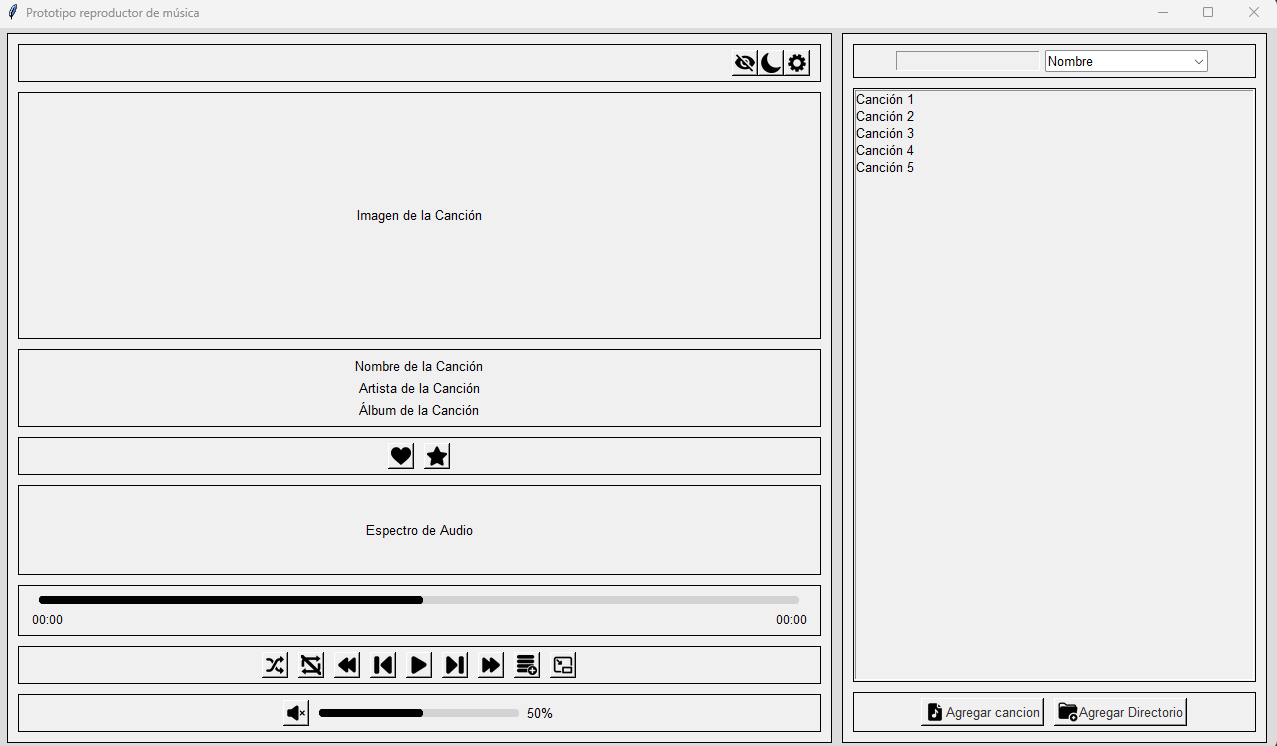 Prototipo reproductor de música
Imagen de la Canción
Nombre de la Canción
Artista de la Canción
Álbum de la Canción
Espectro de Audio
00:00
00:00
50%
Nombre
Canción 1
Canción 2
Canción 3
Canción 4
Canción 5
Agregar cancion
Agregar Directorio